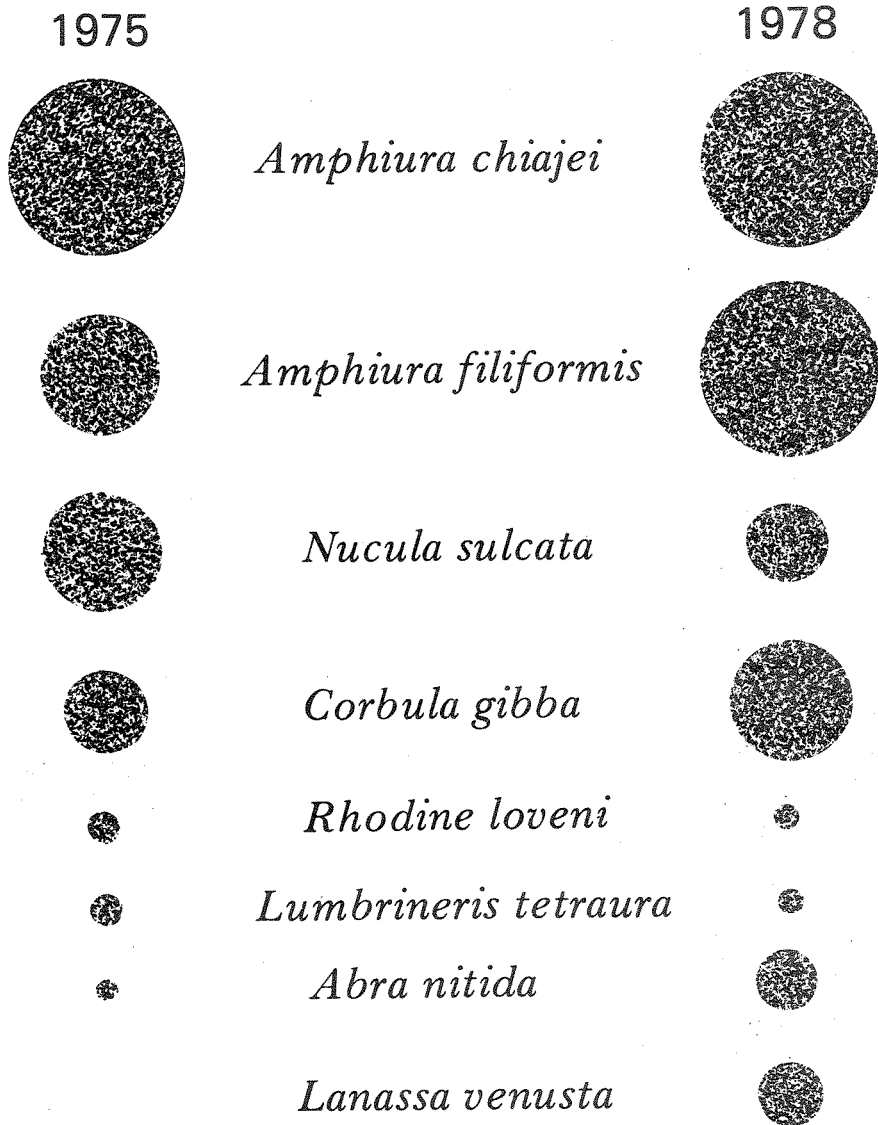 1975 1978
Amphiura chiajei
Amphiura filiformis
Nucula sulcata
Corbula gibba
Rhodine loveni
Lumbrineris tetraura
Abra nitida
Lanassa venusta